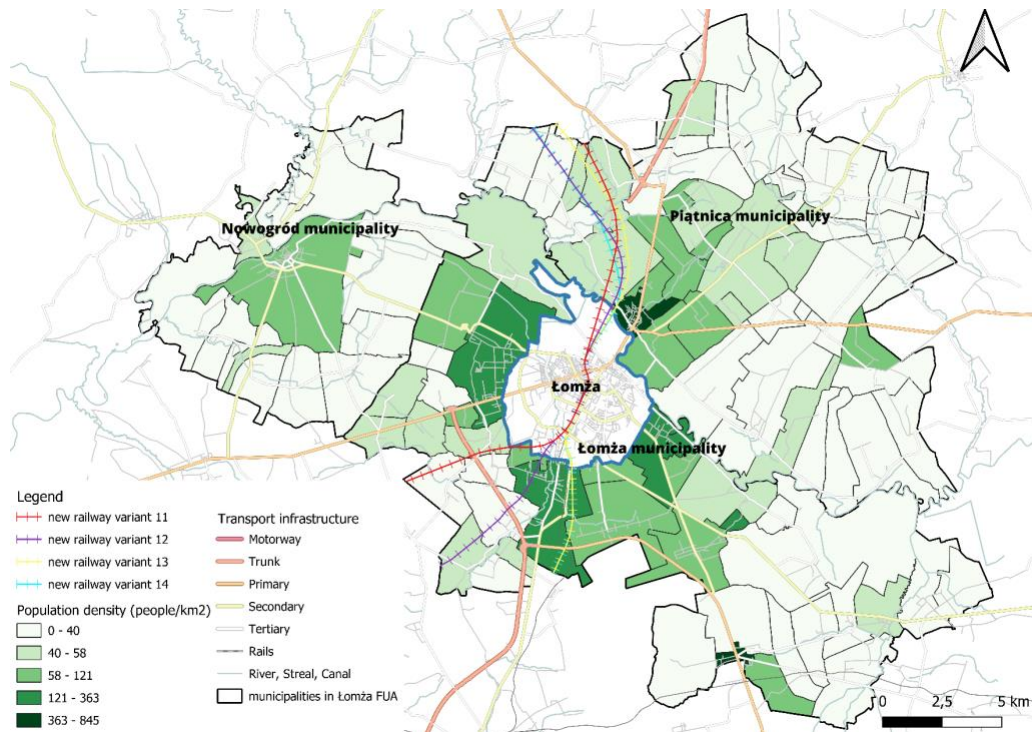 Nowogród municipality
Piątnica municipality
Łomża
Łomża municipality
Legend
new railway variant 11
new railway variant 12
new railway variant 13
new railway variant 14
Population density (people/km2)
0 - 40
40 - 58
58 - 121
121 - 363
363 - 845
Transport infrastructure
Motorway
Trunk
Primary
Secondary
Tertiary
Rails
River, Streal, Canal
municipalities in Łomża FUA
0 2,5 5 km